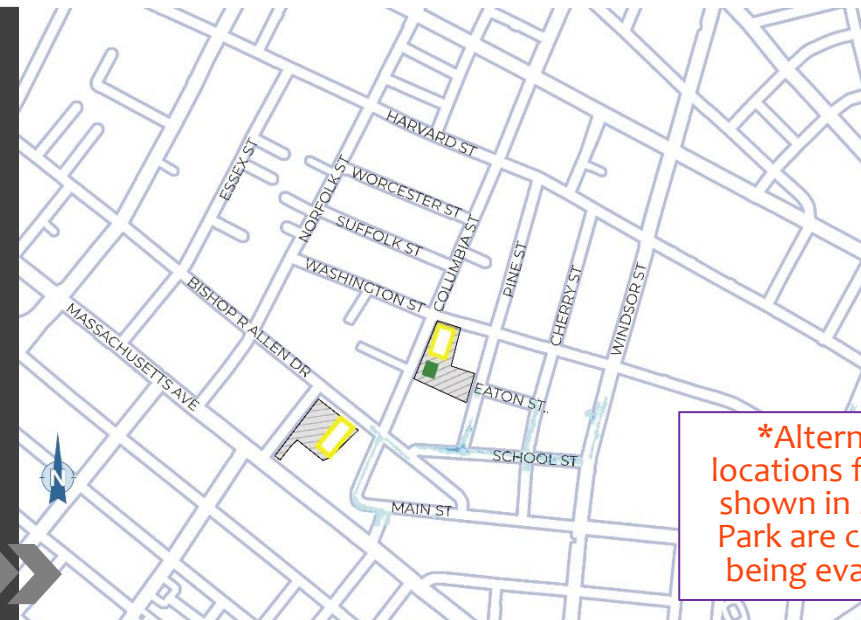 HARVARD ST
ESSEX ST
WORCESTER ST
NORFOLK ST
SUFFOLK ST
COLUMBIA ST
WASHINGTON ST
PINE ST
CHERRY ST
WINDSOR ST
BISHOP R ALLEN DR
MASSACHUSETTS AVE
EATON ST
SCHOOL ST
MAIN ST
N
*Altern
locations f
shown in
Park are c
being eva